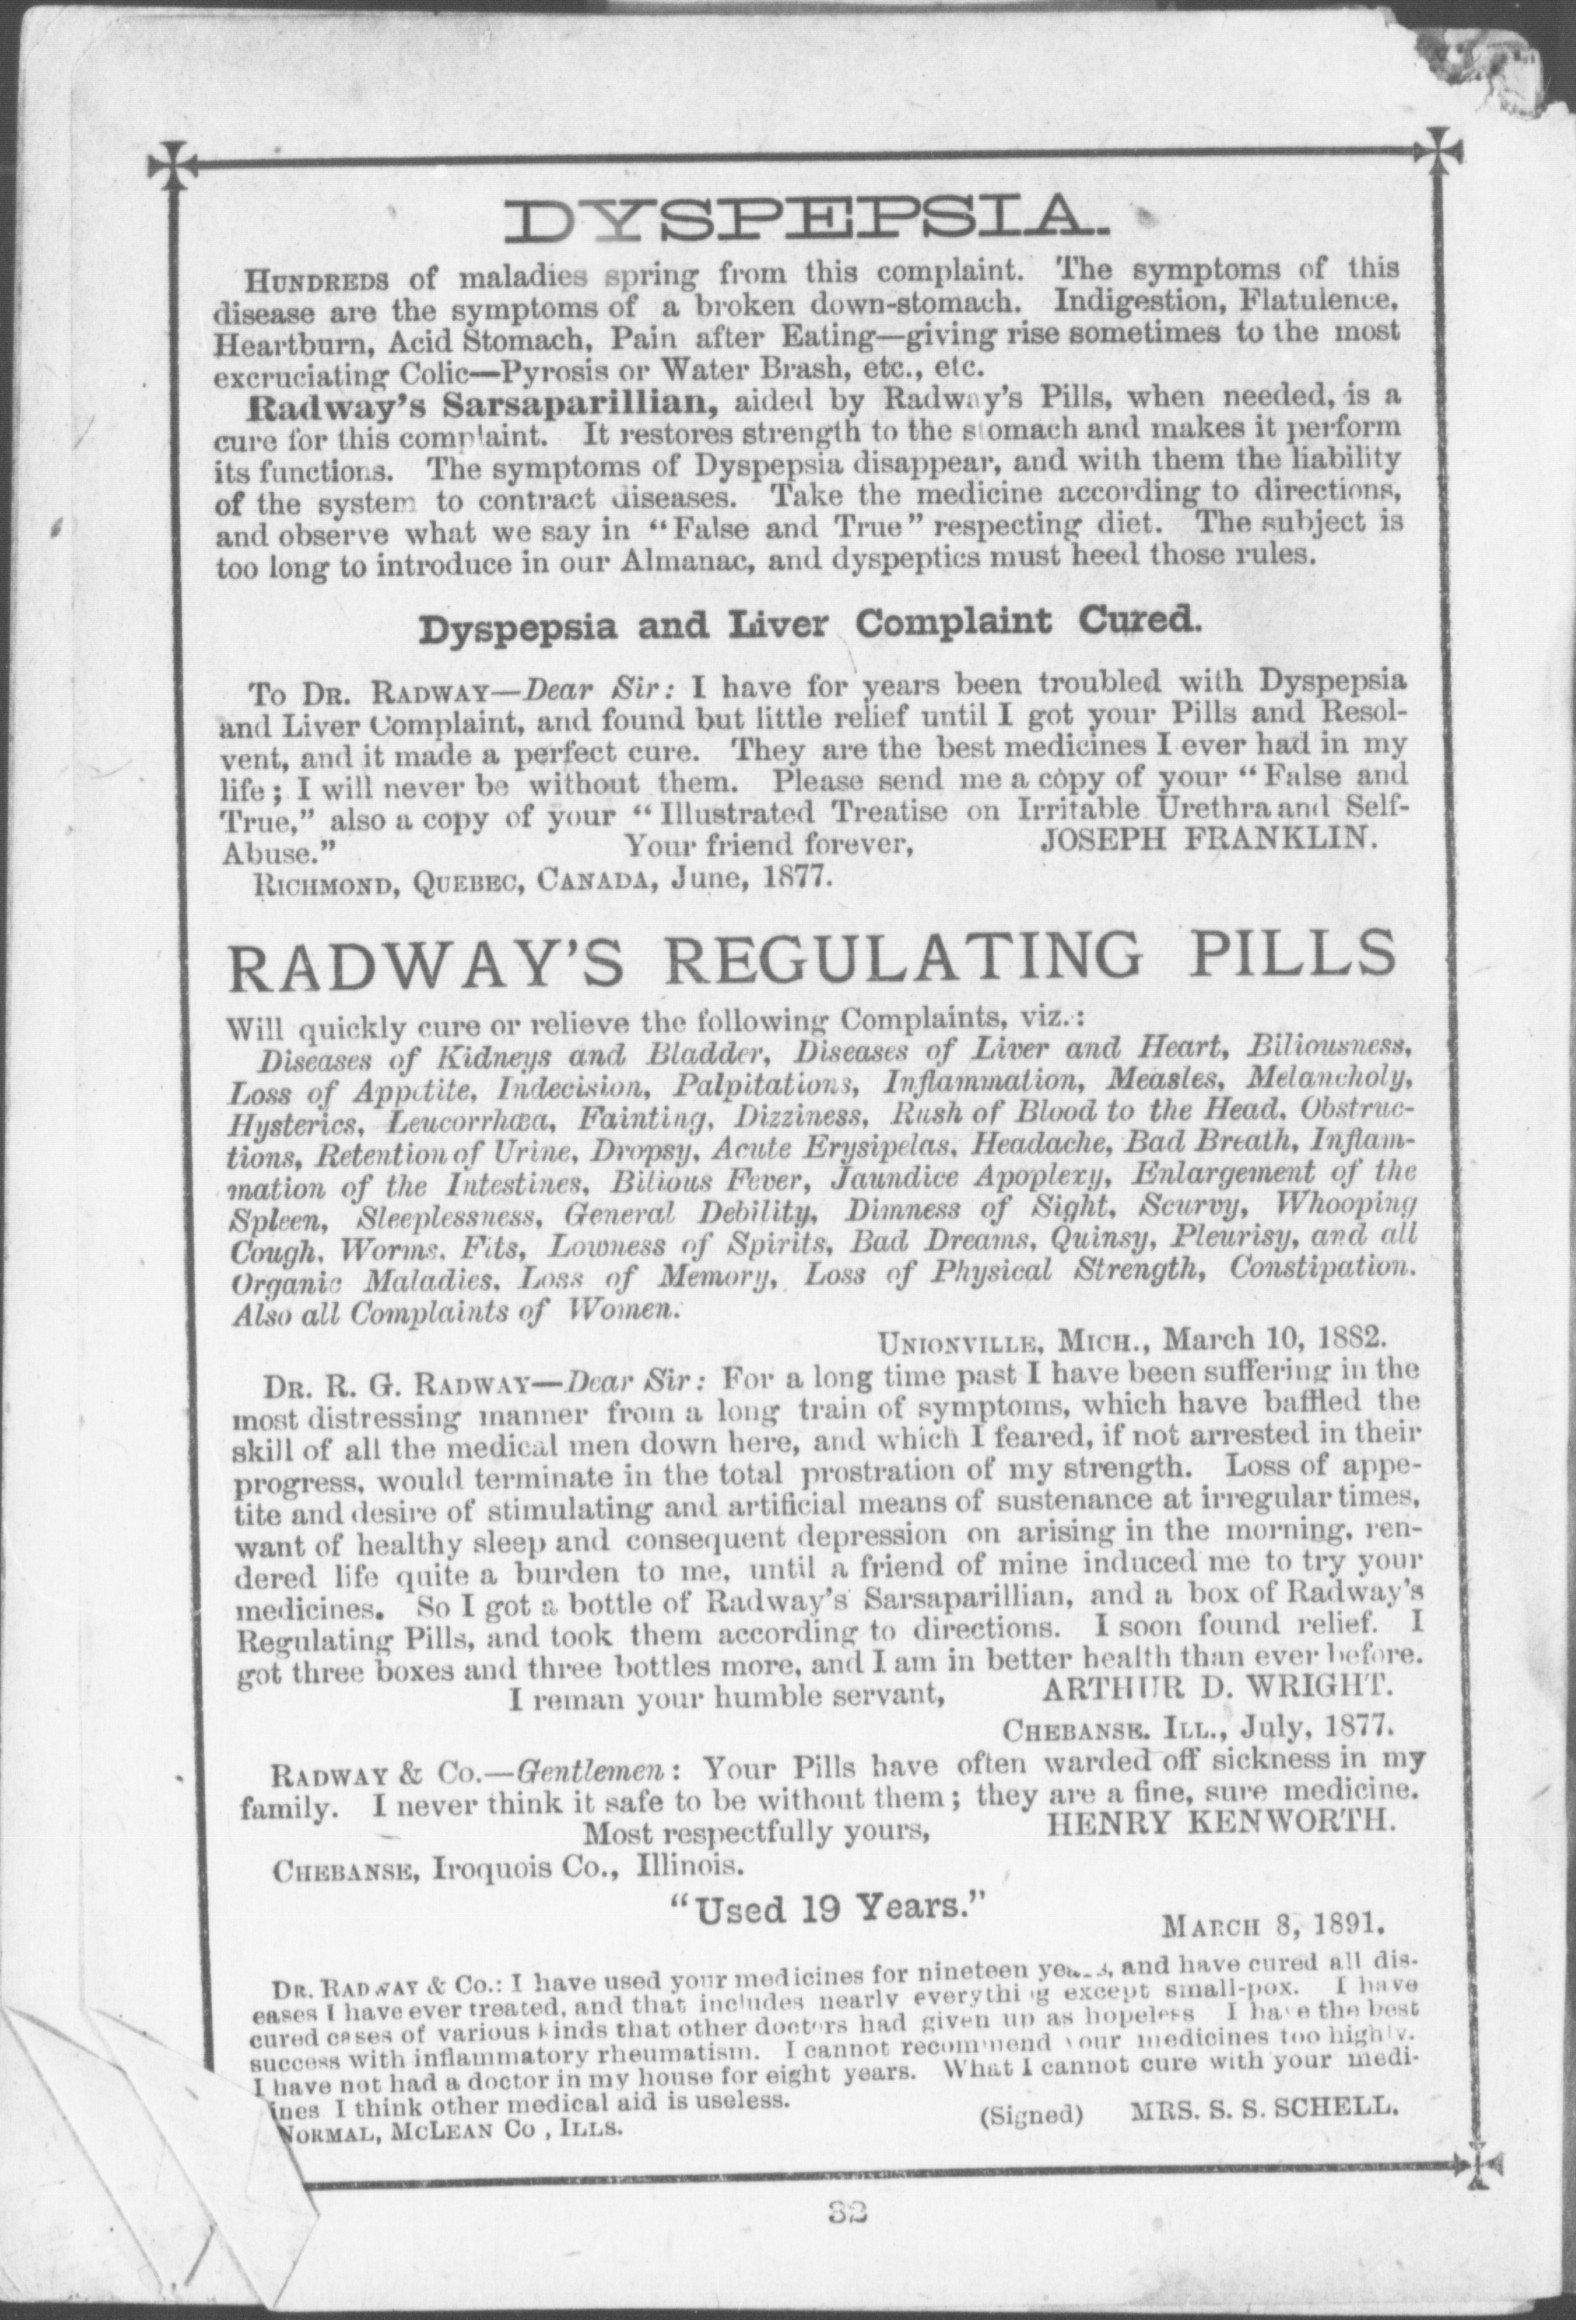 DYSPEPSIA.
HUNDREDS of maladies spring from this complaint. The symptoms of this
disease are the symptoms of a broken down-stomach. Indigestion, Flatulence,
Heartburn, Acid Stomach, Pain after Eating—giving rise sometimes to the most
excruciating Colic—Pyrosis or Water Brash, etc., etc.
Radway's Sarsaparillian, aided by Radway's Pills, when needed, is a
cure for this complaint. It restores strength to the stomach and makes it perform
its functions. The symptoms of Dyspepsia disappear, and with them the liability
of the system to contract diseases. Take the medicine according to directions,
and observe what we say in "False and True" respecting diet. The subject is
too long to introduce in our Almanac, and dyspeptics must heed those rules.
Dyspepsia and Liver Complaint Cured.
TO DR. RADWAY—Dear Sir: I have for years been troubled with Dyspepsia
and Liver Complaint, and found but little relief until I got your Pills and Resol-
vent, and it made a perfect cure. They are the best medicines I ever had in my
life; I will never be without them. Please send me a copy of your "False and
True," also a copy of your "Illustrated Treatise on Irritable Urethra and Self-
Abuse." Your friend forever, JOSEPH FRANKLIN.
RICHMOND, QUEBEC, CANADA, June, 1877.
RADWAY'S REGULATING PILLS
Will quickly cure or relieve the following Complaints, viz.:
Diseases of Kidneys and Bladder, Diseases of Liver and Heart, Biliousness,
Loss of Appetite, Indecision, Palpitations, Inflammation, Measles, Melancholy,
Hysterics, Leucorrhœa, Fainting, Dizziness, Rush of Blood to the Head, Obstruc-
tions, Retention of Urine, Dropsy, Acute Erysipelas, Headache, Bad Breath, Inflam-
mation of the Intestines, Bilious Fever, Jaundice Apoplexy, Enlargement of the
Spleen, Sleeplessness, General Debility, Dimness of Sight, Scurvy, Whooping
Cough, Worms, Fits, Lowness of Spirits, Bad Dreams, Quinsy, Pleurisy, and all
Organic Maladies, Loss of Memory, Loss of Physical Strength, Constipation.
Also all Complaints of Women.
UNIONVILLE, MICH., March 10, 1882.
DR. R. G. RADWAY—Dear Sir: For a long time past I have been suffering in the
most distressing manner from a long train of symptoms, which have baffled the
skill of all the medical men down here, and which I feared, if not arrested in their
progress, would terminate in the total prostration of my strength. Loss of appe-
tite and desire of stimulating and artificial means of sustenance at irregular times,
want of healthy sleep and consequent depression on arising in the morning, ren-
dered life quite a burden to me, until a friend of mine induced me to try your
medicines. So I got a bottle of Radway's Sarsaparillian, and a box of Radway's
Regulating Pills, and took them according to directions. I soon found relief. I
got three boxes and three bottles more, and I am in better health than ever before.
I reman your humble servant, ARTHUR D. WRIGHT.
CHEBANSE, ILL., July, 1877.
RADWAY & CO.—Gentlemen: Your Pills have often warded off sickness in my
family. I never think it safe to be without them; they are a fine, sure medicine.
Most respectfully yours, HENRY KENWORTH.
CHEBANSE, Iroquois Co., Illinois.
"Used 19 Years."
MARCH 8, 1891.
DR. RADWAY & CO.: I have used your medicines for nineteen years, and have cured all dis-
eases I have ever treated, and that includes nearly everything except small-pox. I have
cured cases of various kinds that other doctors had given up as hopeless I have the best
success with inflammatory rheumatism. I cannot recommend your medicines too highly.
I have not had a doctor in my house for eight years. What I cannot cure with your medi-
ines I think other medical aid is useless.
(Signed) MRS. S. S. SCHELL.
NORMAL, MCLEAN CO , ILLS.
32